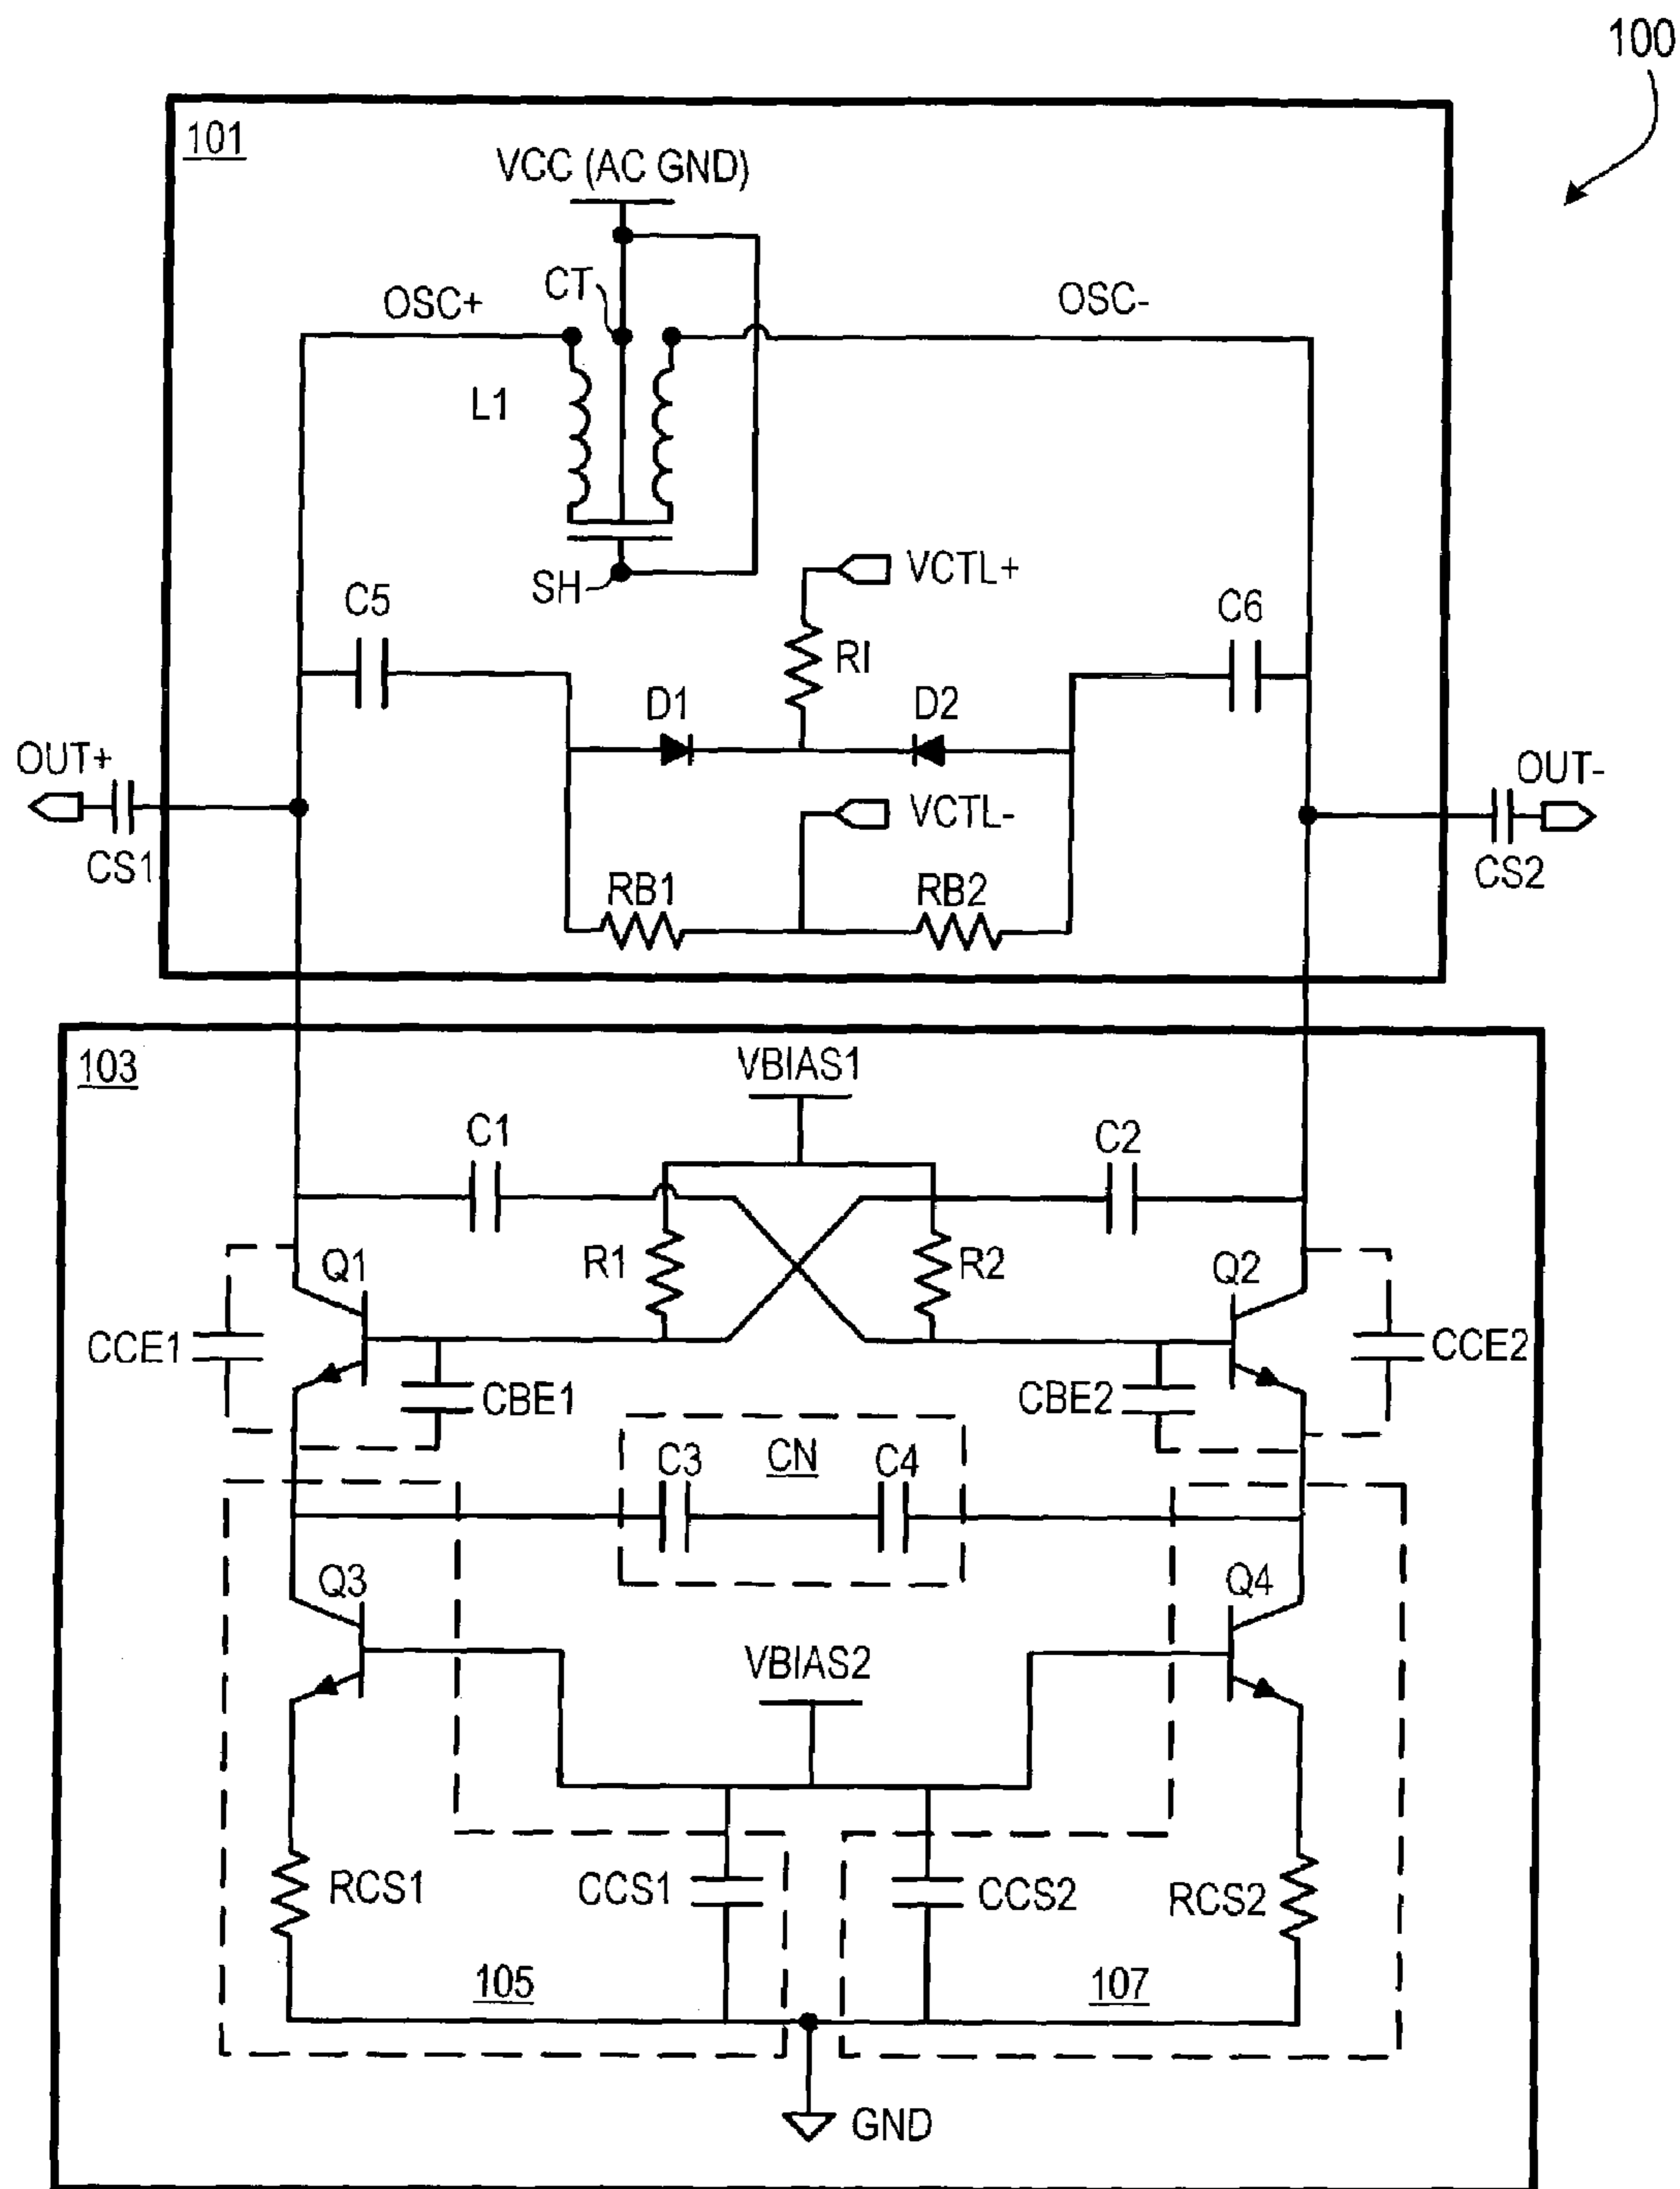 100
101
VCC (AC GND)
CT
OSC+
OSC-
L1
SH
VCTL+
C5
C6
RI
D1
D2
OUT+
OUT-
VCTL-
CS1
CS2
RB1
RB2
103
VBIAS1
C1
C2
Q1
R1
R2
Q2
CCE1
CCE2
CBE1
CBE2
CN
C3
C4
Q3
Q4
VBIAS2
RCS1
CCS1
CCS2
RCS2
105
107
GND